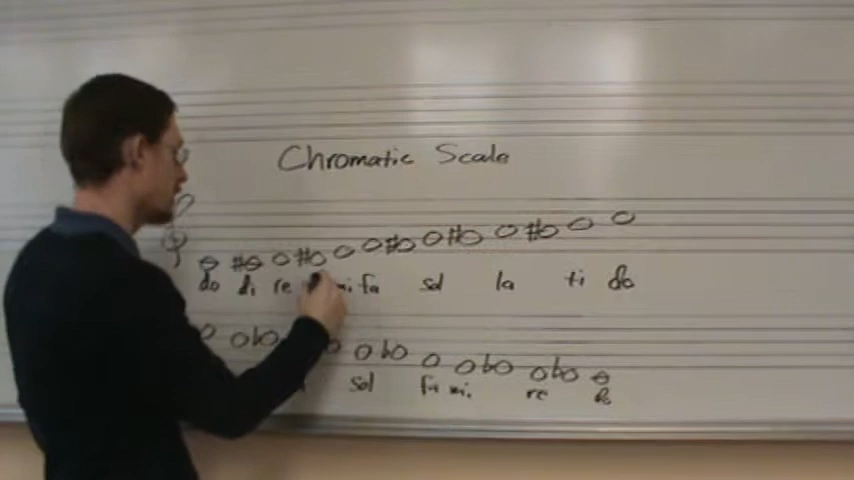 Chromatic Scale
do di re mi fa sol la ti do
sol fa mi re do